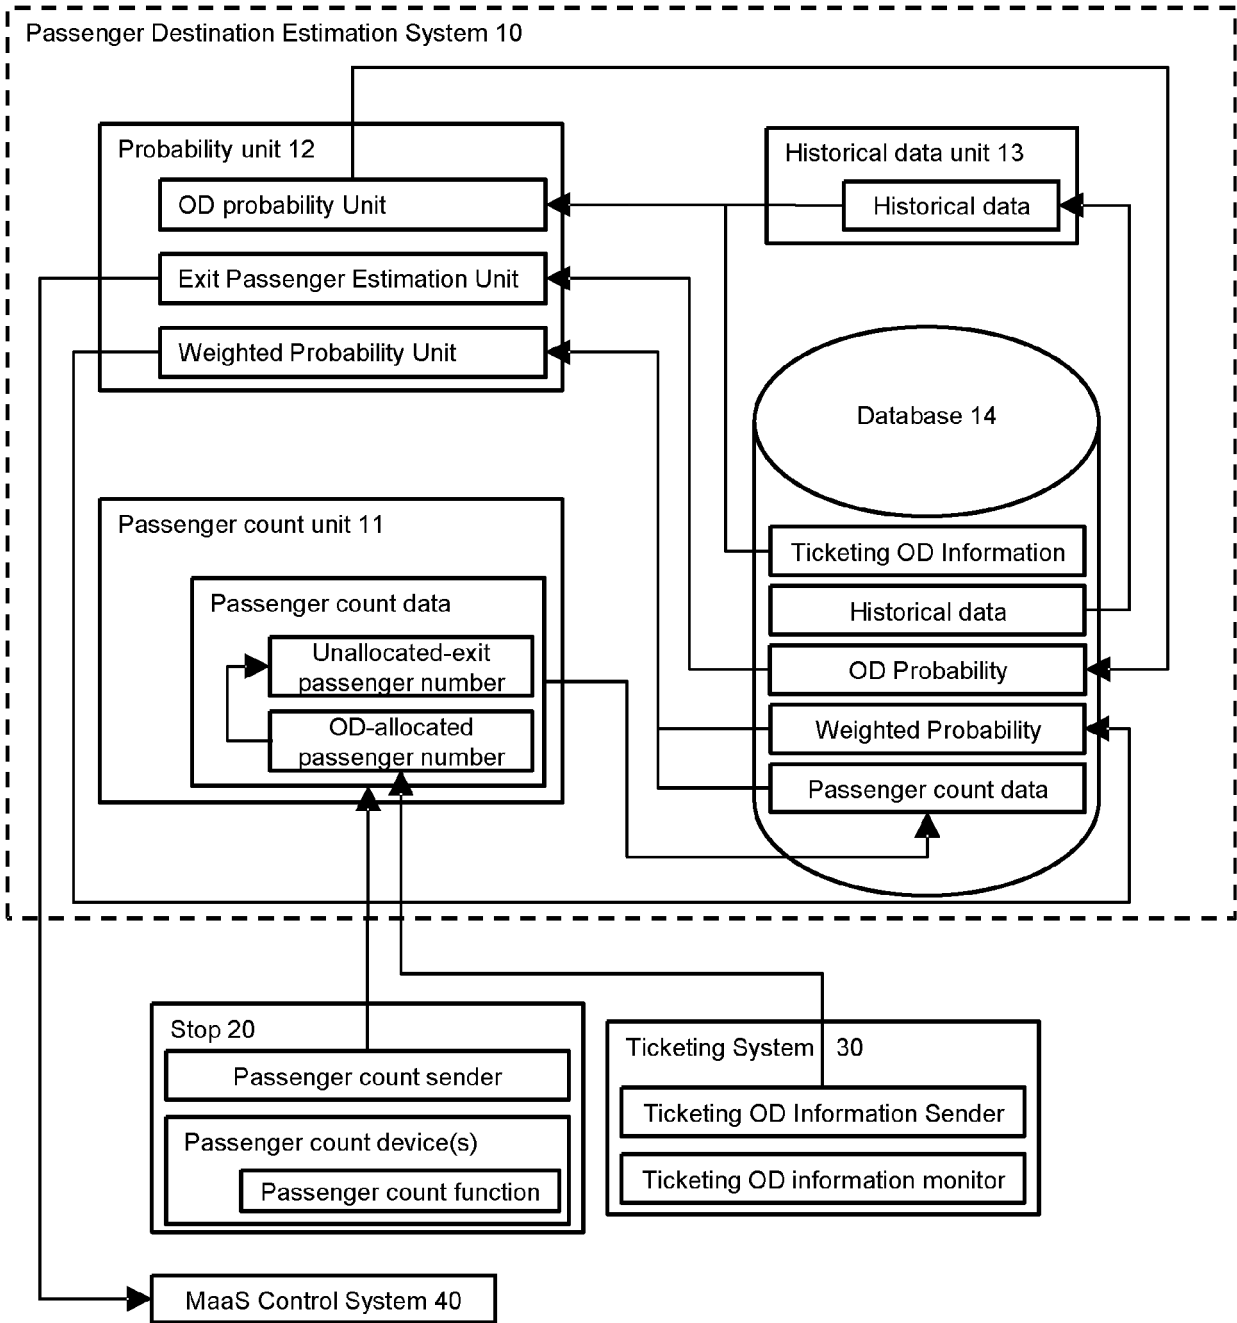 Passenger Destination Estimation System 10
Probability unit 12
OD probability Unit
Exit Passenger Estimation Unit
Weighted Probability Unit
Historical data unit 13
Historical data
Database 14
Ticketing OD Information
Historical data
OD Probability
Weighted Probability
Passenger count data
Passenger count unit 11
Passenger count data
Unallocated-exit
passenger number
OD-allocated
passenger number
Stop 20
Passenger count sender
Passenger count device(s)
Passenger count function
Ticketing System 30
Ticketing OD Information Sender
Ticketing OD information monitor
MaaS Control System 40